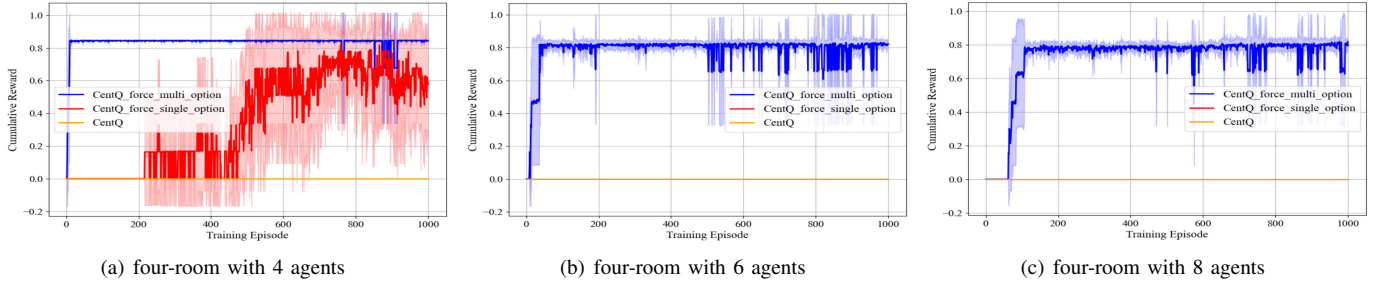 1.0
0.8
0.6
0.4
0.2
0.0
−0.2
Cumulative Reward
CentQ_force_multi_option
CentQ_force_single_option
CentQ
0 200 400 600 800 1000
Training Episode
(a) four-room with 4 agents
1.0
0.8
0.6
0.4
0.2
0.0
−0.2
Cumulative Reward
CentQ_force_multi_option
CentQ_force_single_option
CentQ
0 200 400 600 800 1000
Training Episode
(b) four-room with 6 agents
1.0
0.8
0.6
0.4
0.2
0.0
−0.2
Cumulative Reward
CentQ_force_multi_option
CentQ_force_single_option
CentQ
0 200 400 600 800 1000
Training Episode
(c) four-room with 8 agents